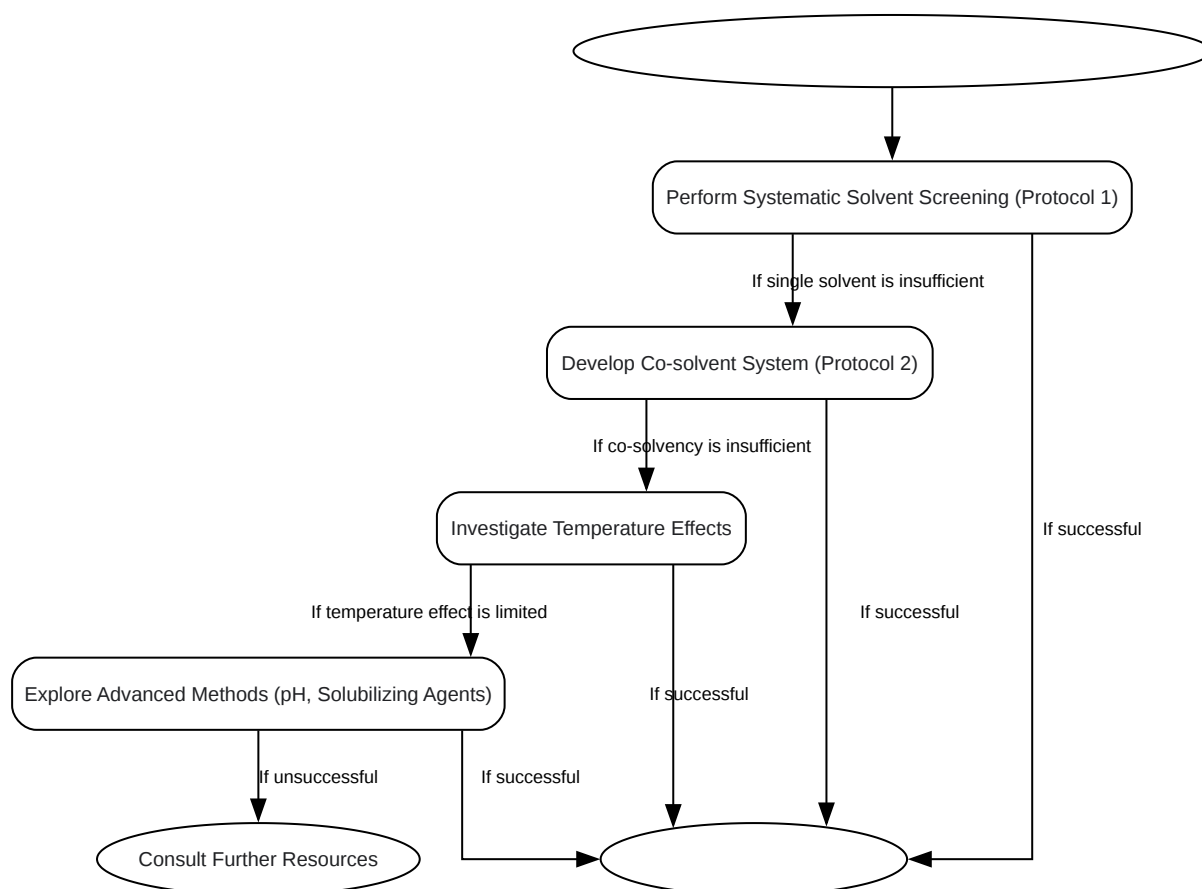 Perform Systematic Solvent Screening (Protocol 1)
If single solvent is insufficient
Develop Co-solvent System (Protocol 2)
If co-solvency is insufficient
Investigate Temperature Effects
If successful
If temperature effect is limited
If successful
Explore Advanced Methods (pH, Solubilizing Agents)
If successful
If unsuccessful
If successful
Consult Further Resources